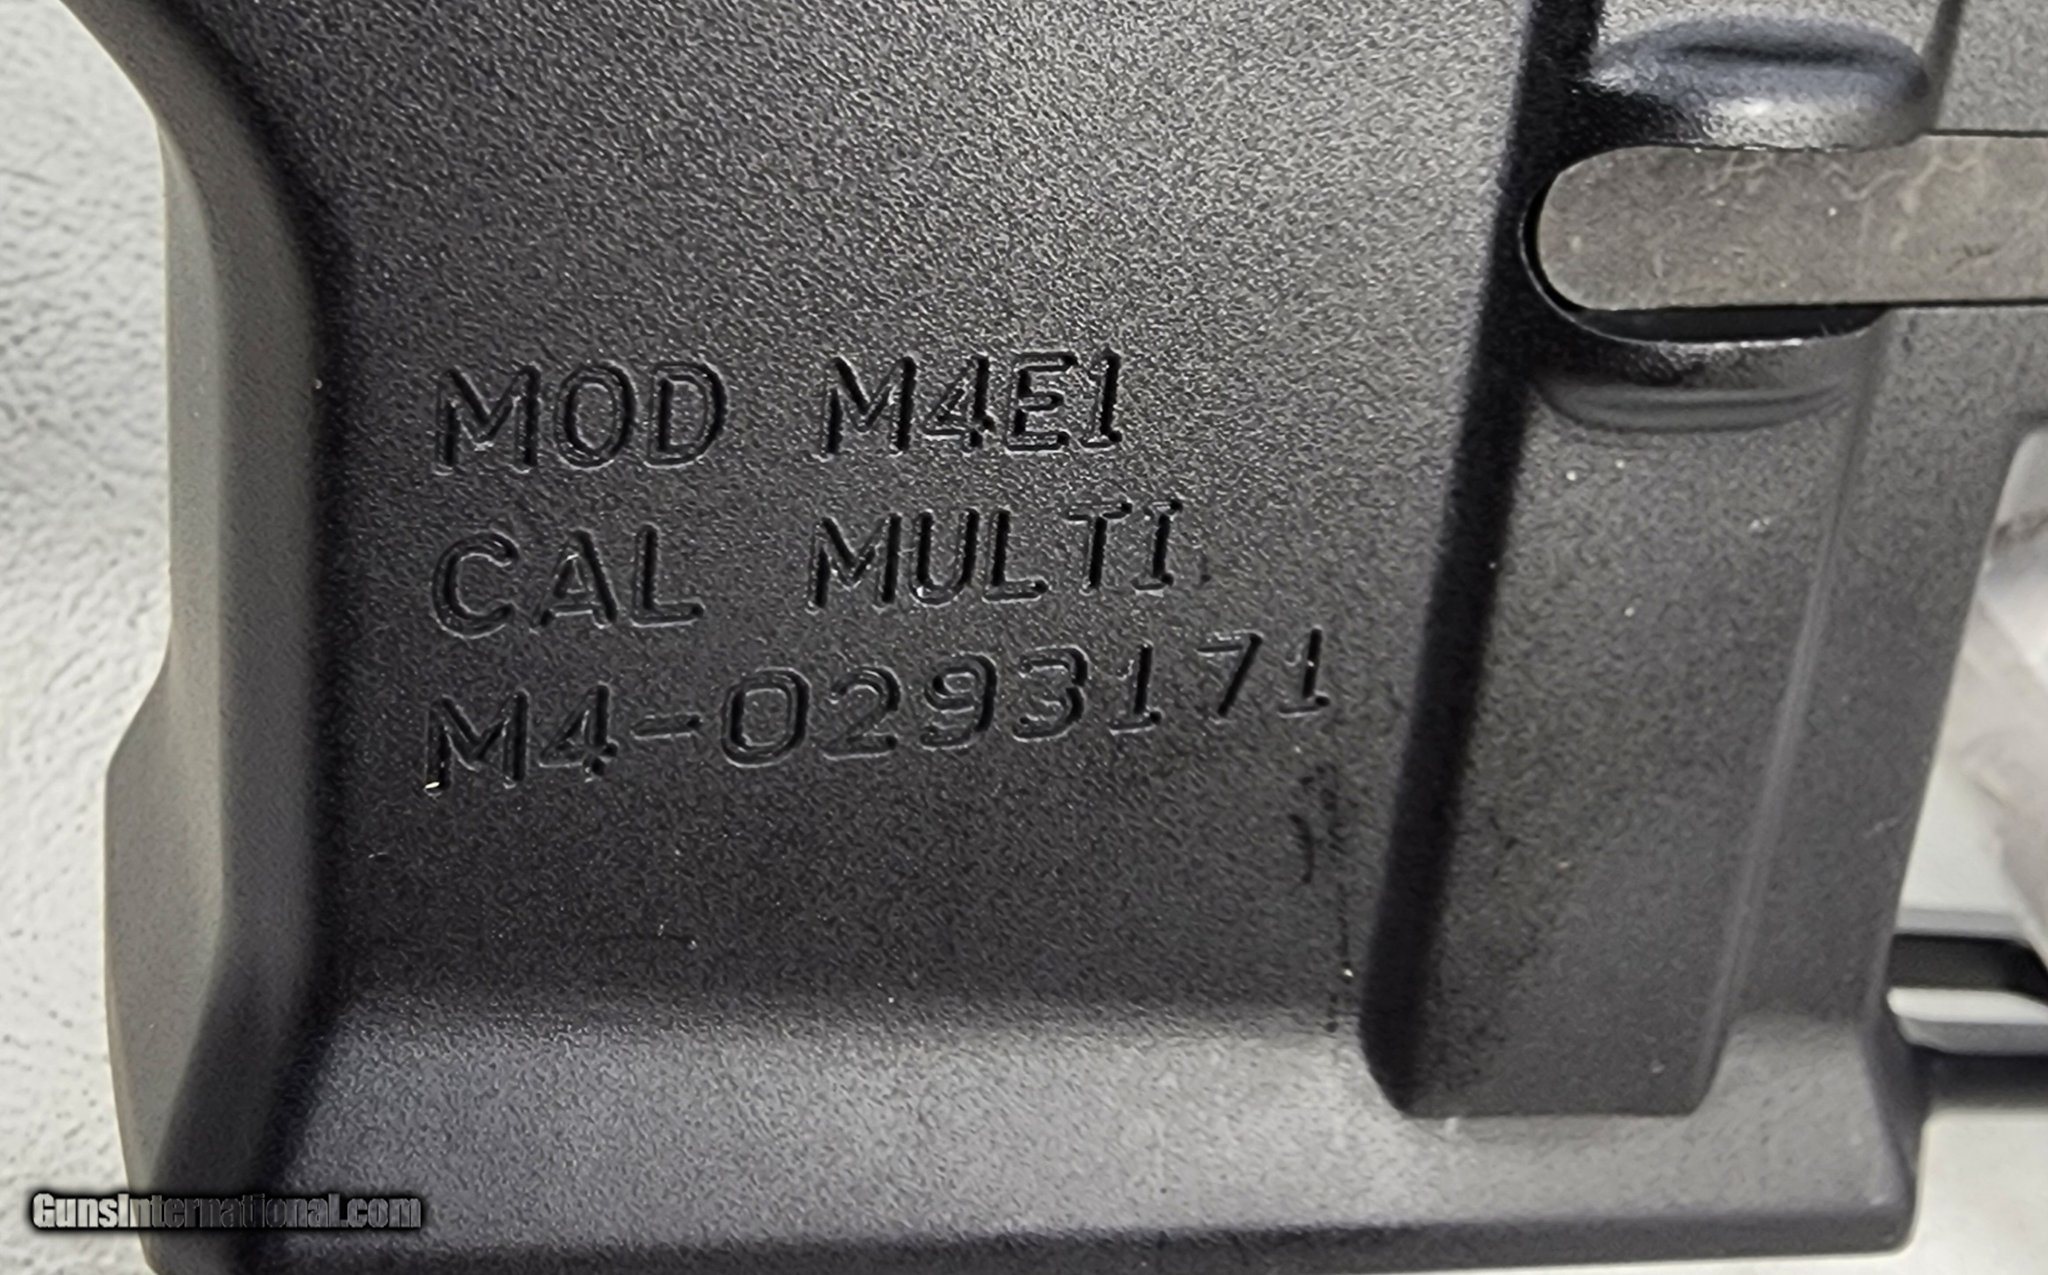 MOD M4E1
CAL MULTI
M4-0293171
GunsInternational.com